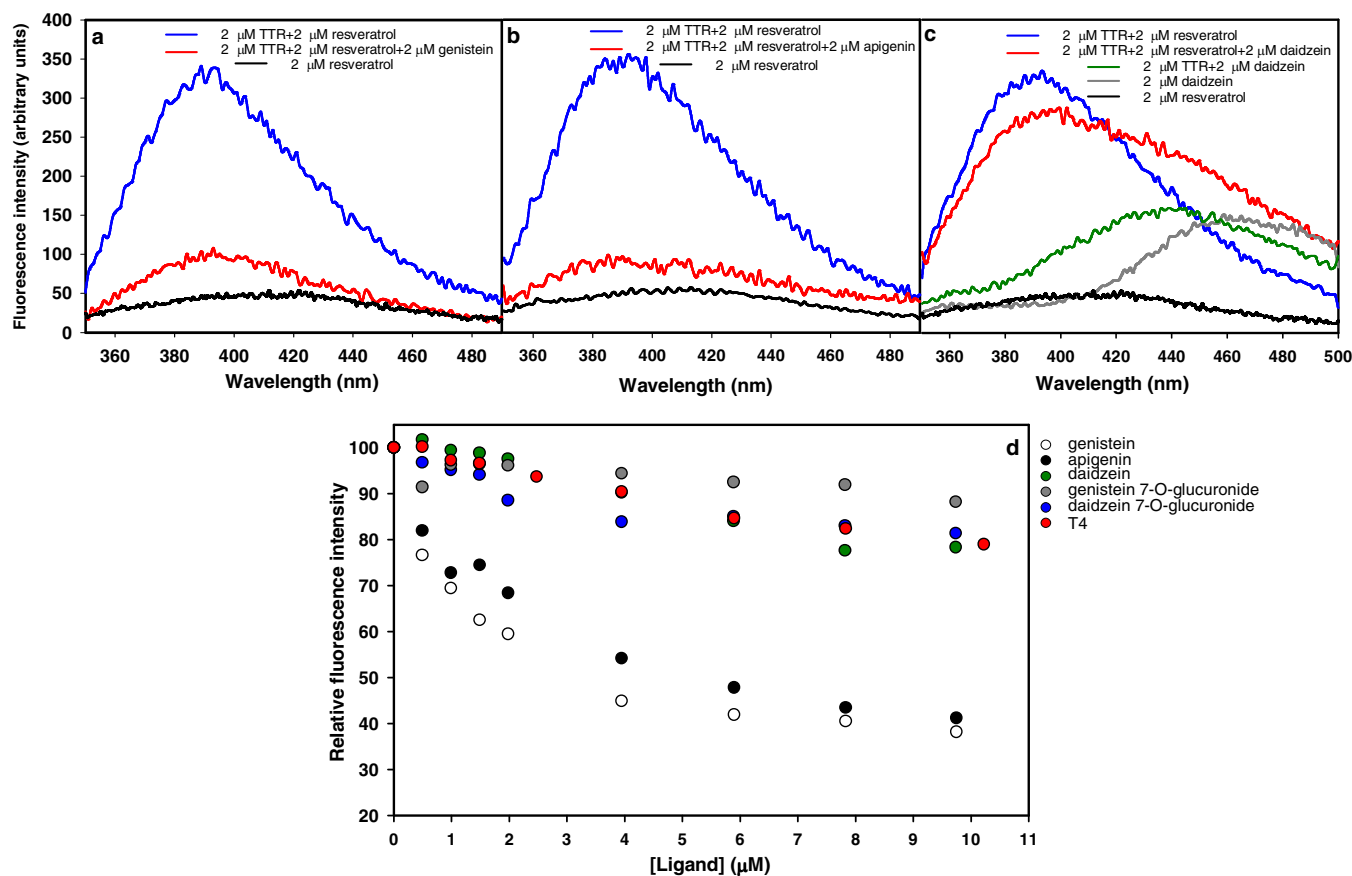 a
2 μM TTR+2 μM resveratrol
2 μM TTR+2 μM resveratrol+2 μM genistein
2 μM resveratrol
b
2 μM TTR+2 μM resveratrol
2 μM TTR+2 μM resveratrol+2 μM apigenin
2 μM resveratrol
c
2 μM TTR+2 μM resveratrol
2 μM TTR+2 μM resveratrol+2 μM daidzein
2 μM TTR+2 μM daidzein
2 μM daidzein
2 μM resveratrol
Fluorescence intensity (arbitrary units)
400
350
300
250
200
150
100
50
0
360 380 400 420 440 460 480
360 380 400 420 440 460 480
360 380 400 420 440 460 480 500
Wavelength (nm)
Wavelength (nm)
Wavelength (nm)
d
Relative fluorescence intensity
100
90
80
70
60
50
40
30
20
0 1 2 3 4 5 6 7 8 9 10 11
[Ligand] (μM)
genistein
apigenin
daidzein
genistein 7-O-glucuronide
daidzein 7-O-glucuronide
T4